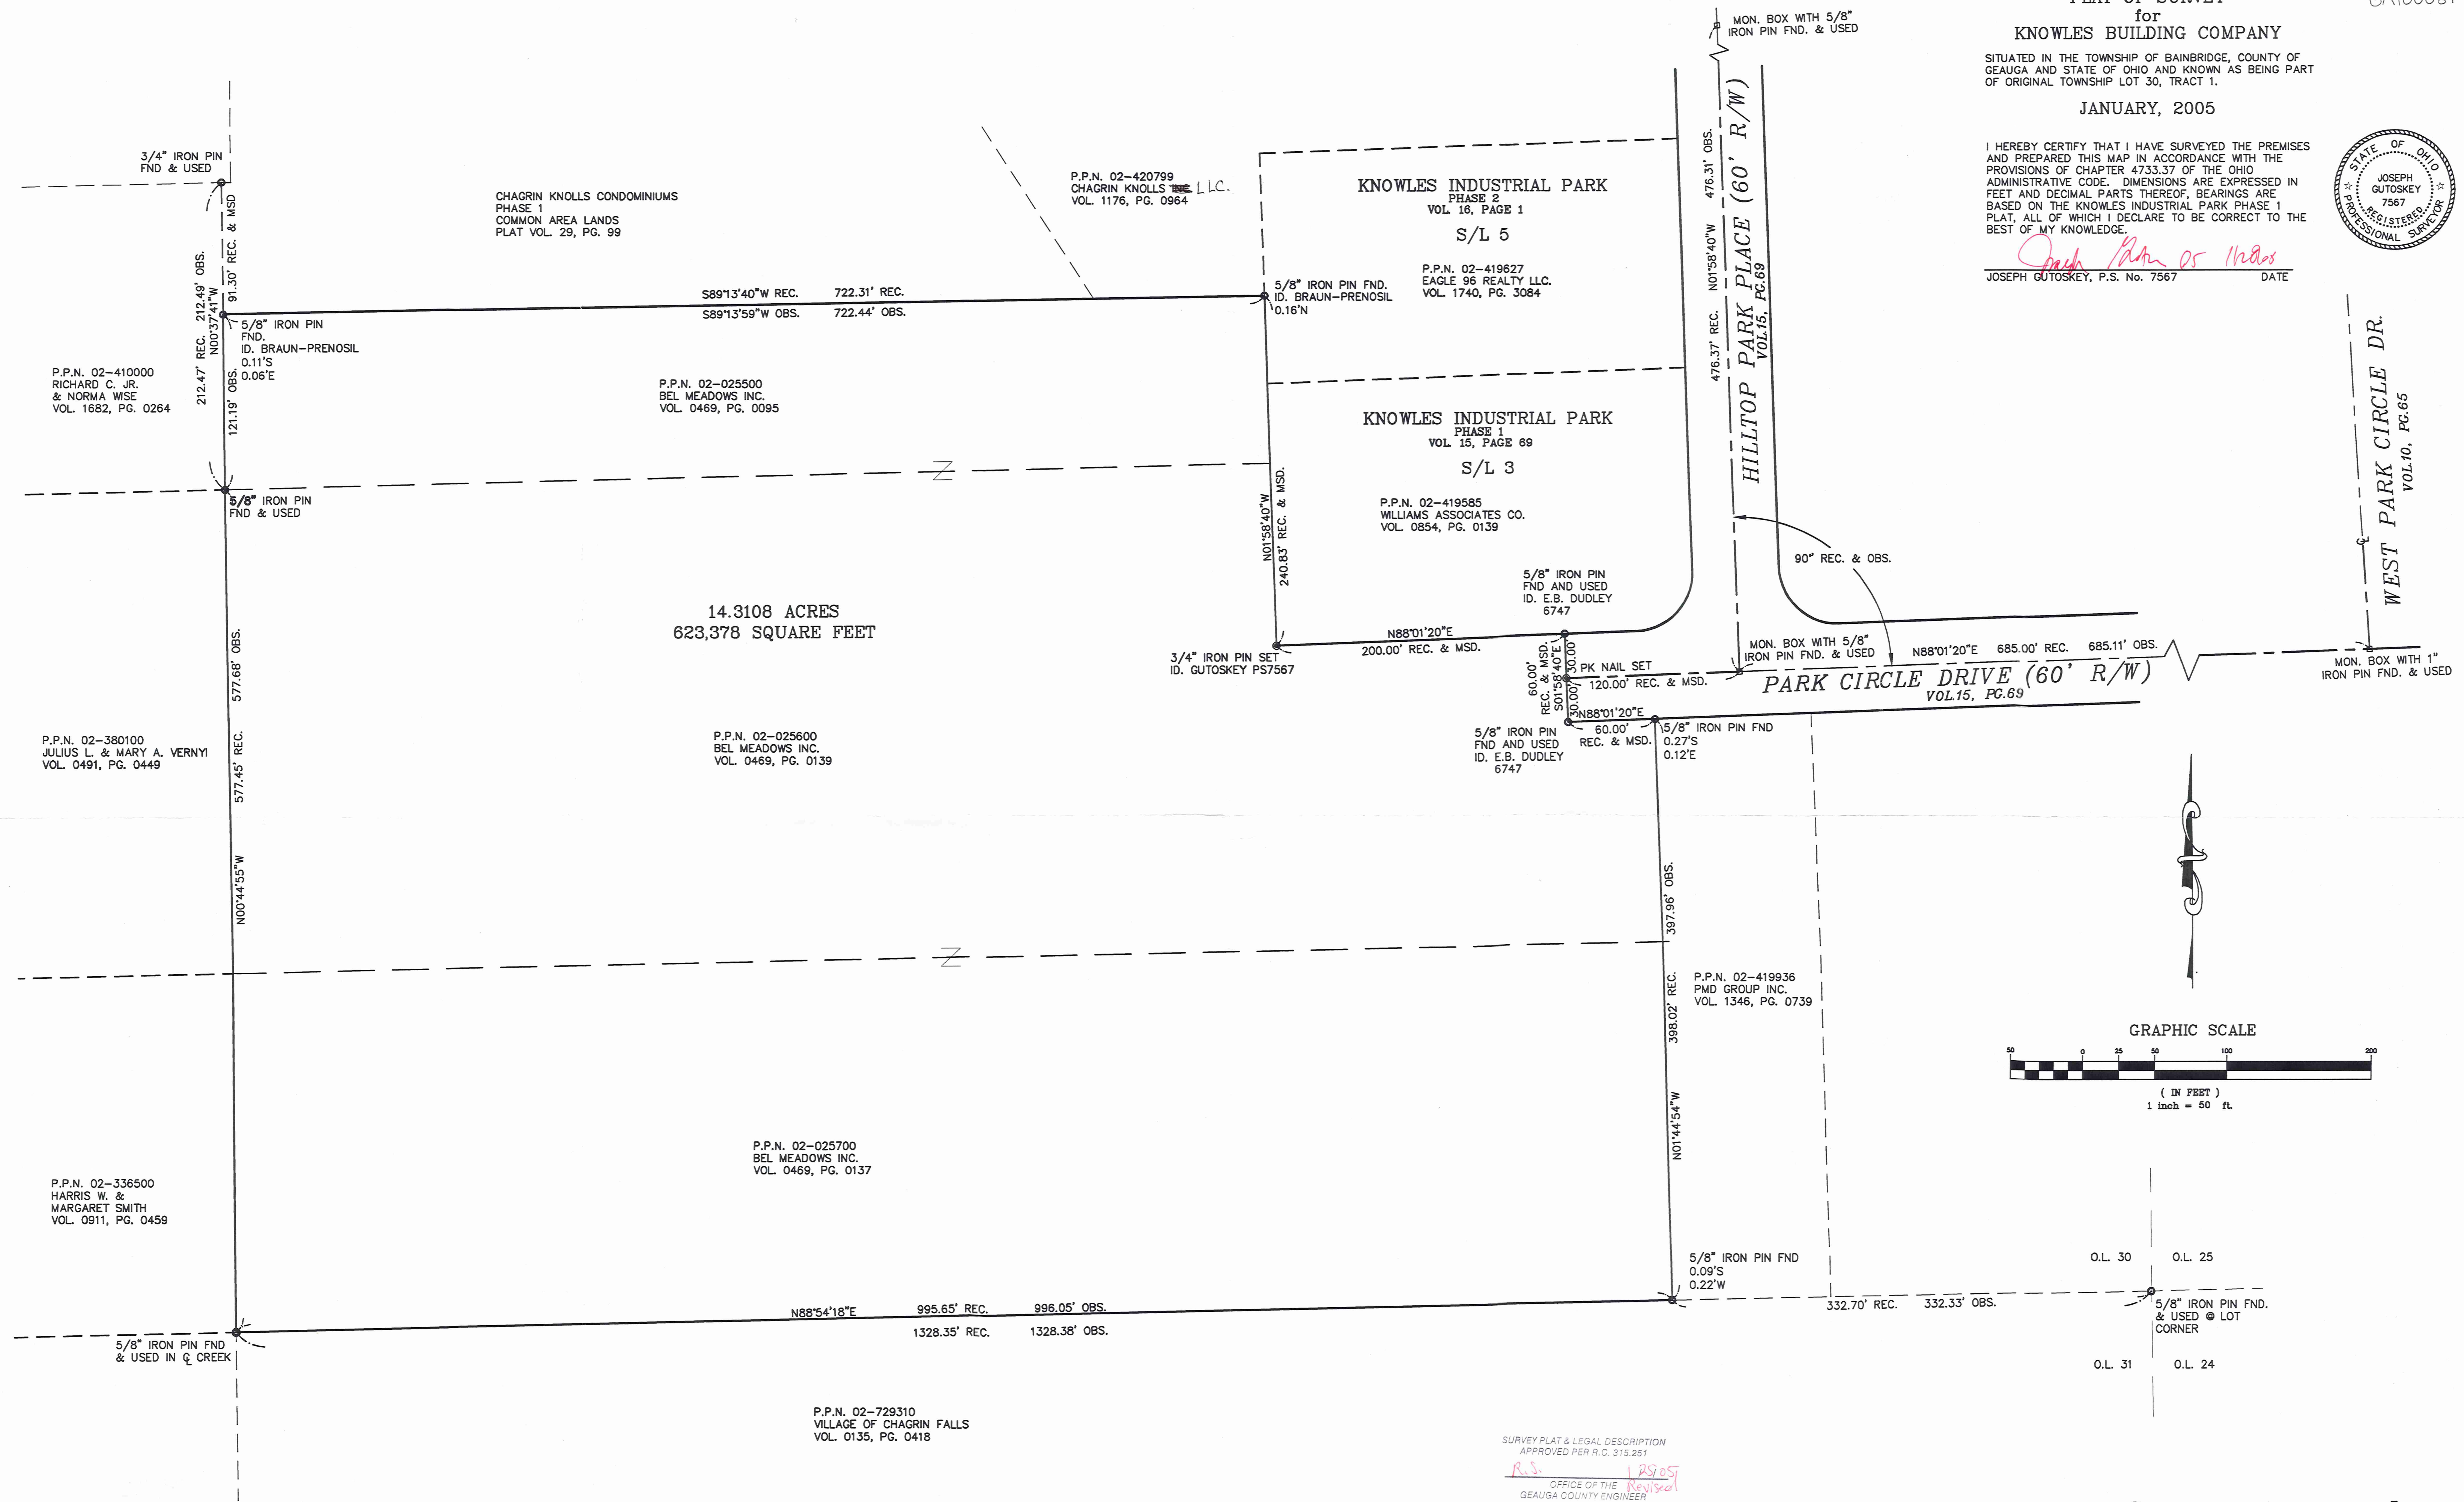 for
KNOWLES BUILDING COMPANY
SITUATED IN THE TOWNSHIP OF BAINBRIDGE, COUNTY OF
GEAUGA AND STATE OF OHIO AND KNOWN AS BEING PART
OF ORIGINAL TOWNSHIP LOT 30, TRACT 1.
JANUARY, 2005
I HEREBY CERTIFY THAT I HAVE SURVEYED THE PREMISES
AND PREPARED THIS MAP IN ACCORDANCE WITH THE
PROVISIONS OF CHAPTER 4733.37 OF THE OHIO
ADMINISTRATIVE CODE. DIMENSIONS ARE EXPRESSED IN
FEET AND DECIMAL PARTS THEREOF, BEARINGS ARE
BASED ON THE KNOWLES INDUSTRIAL PARK PHASE 1
PLAT, ALL OF WHICH I DECLARE TO BE CORRECT TO THE
BEST OF MY KNOWLEDGE.
JOSEPH GUTOSKEY, P.S. No. 7567 DATE
STATE OF OHIO
JOSEPH
GUTOSKEY
7567
REGISTERED
PROFESSIONAL SURVEYOR
MON. BOX WITH 5/8"
IRON PIN FND. & USED
3/4" IRON PIN
FND & USED
CHAGRIN KNOLLS CONDOMINIUMS
PHASE 1
COMMON AREA LANDS
PLAT VOL. 29, PG. 99
P.P.N. 02-420799
CHAGRIN KNOLLS LLC.
VOL. 1176, PG. 0964
KNOWLES INDUSTRIAL PARK
PHASE 2
VOL 16, PAGE 1
S/L 5
P.P.N. 02-419627
EAGLE 96 REALTY LLC.
VOL. 1740, PG. 3084
476.37' REC. N01°58'40"W 476.31' OBS.
HILLTOP PARK PLACE (60' R/W)
VOL.15, PG.69
212.47' REC. 212.49' OBS.
N00°37'41"W
91.30' REC. & MSD
121.19' OBS.
S89°13'40"W REC. 722.31' REC.
S89°13'59"W OBS. 722.44' OBS.
5/8" IRON PIN FND.
ID. BRAUN-PRENOSIL
0.16'N
5/8" IRON PIN
FND.
ID. BRAUN-PRENOSIL
0.11'S
0.06'E
P.P.N. 02-410000
RICHARD C. JR.
& NORMA WISE
VOL. 1682, PG. 0264
P.P.N. 02-025500
BEL MEADOWS INC.
VOL. 0469, PG. 0095
KNOWLES INDUSTRIAL PARK
PHASE 1
VOL 15, PAGE 69
S/L 3
P.P.N. 02-419585
WILLIAMS ASSOCIATES CO.
VOL. 0854, PG. 0139
WEST PARK CIRCLE DR.
VOL.10, PG.65
5/8" IRON PIN
FND & USED
N01°58'40"W
240.83' REC. & MSD.
90° REC. & OBS.
5/8" IRON PIN
FND AND USED
ID. E.B. DUDLEY
6747
14.3108 ACRES
623,378 SQUARE FEET
3/4" IRON PIN SET
ID. GUTOSKEY PS7567
N88°01'20"E
200.00' REC. & MSD.
60.00'
REC. & MSD.
S01°58'40"E
30.00'
30.00'
PK NAIL SET
120.00' REC. & MSD.
MON. BOX WITH 5/8"
IRON PIN FND. & USED
N88°01'20"E 685.00' REC. 685.11' OBS.
PARK CIRCLE DRIVE (60' R/W)
VOL.15, PG.69
MON. BOX WITH 1"
IRON PIN FND. & USED
N88°01'20"E
60.00'
REC. & MSD.
5/8" IRON PIN
FND AND USED
ID. E.B. DUDLEY
6747
5/8" IRON PIN FND
0.27'S
0.12'E
P.P.N. 02-380100
JULIUS L. & MARY A. VERNYI
VOL. 0491, PG. 0449
N00°44'55"W 577.45' REC. 577.68' OBS.
P.P.N. 02-025600
BEL MEADOWS INC.
VOL. 0469, PG. 0139
N01°44'54"W 398.02' REC. 397.96' OBS.
P.P.N. 02-419936
PMD GROUP INC.
VOL. 1346, PG. 0739
GRAPHIC SCALE
50 0 25 50 100 200
( IN FEET )
1 inch = 50 ft.
P.P.N. 02-336500
HARRIS W. &
MARGARET SMITH
VOL. 0911, PG. 0459
P.P.N. 02-025700
BEL MEADOWS INC.
VOL. 0469, PG. 0137
5/8" IRON PIN FND
0.09'S
0.22'W
O.L. 30 O.L. 25
N88°54'18"E 995.65' REC. 996.05' OBS.
1328.35' REC. 1328.38' OBS.
332.70' REC. 332.33' OBS.
5/8" IRON PIN FND.
& USED @ LOT
CORNER
5/8" IRON PIN FND
& USED IN ℄ CREEK
O.L. 31 O.L. 24
P.P.N. 02-729310
VILLAGE OF CHAGRIN FALLS
VOL. 0135, PG. 0418
SURVEY PLAT & LEGAL DESCRIPTION
APPROVED PER R.C. 315.251
R.S.
OFFICE OF THE Revised
GEAUGA COUNTY ENGINEER